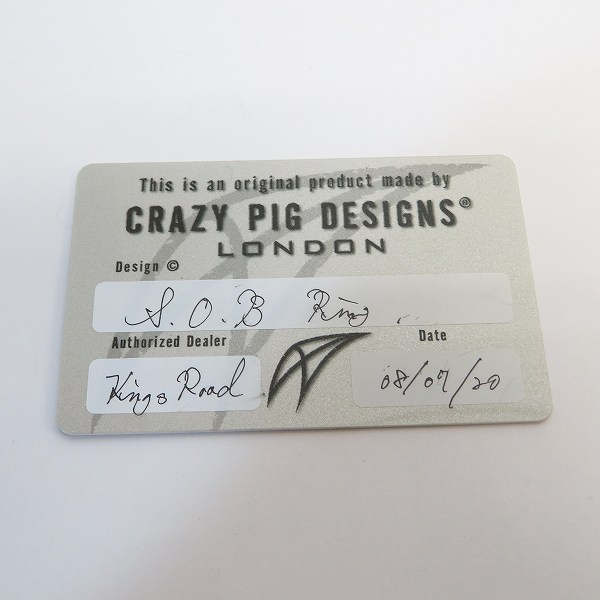 This is an original product made by
CRAZY PIG DESIGNS®
LONDON
Design ©
S.O.B Ring
Authorized Dealer
Date
Kings Road
08/07/20